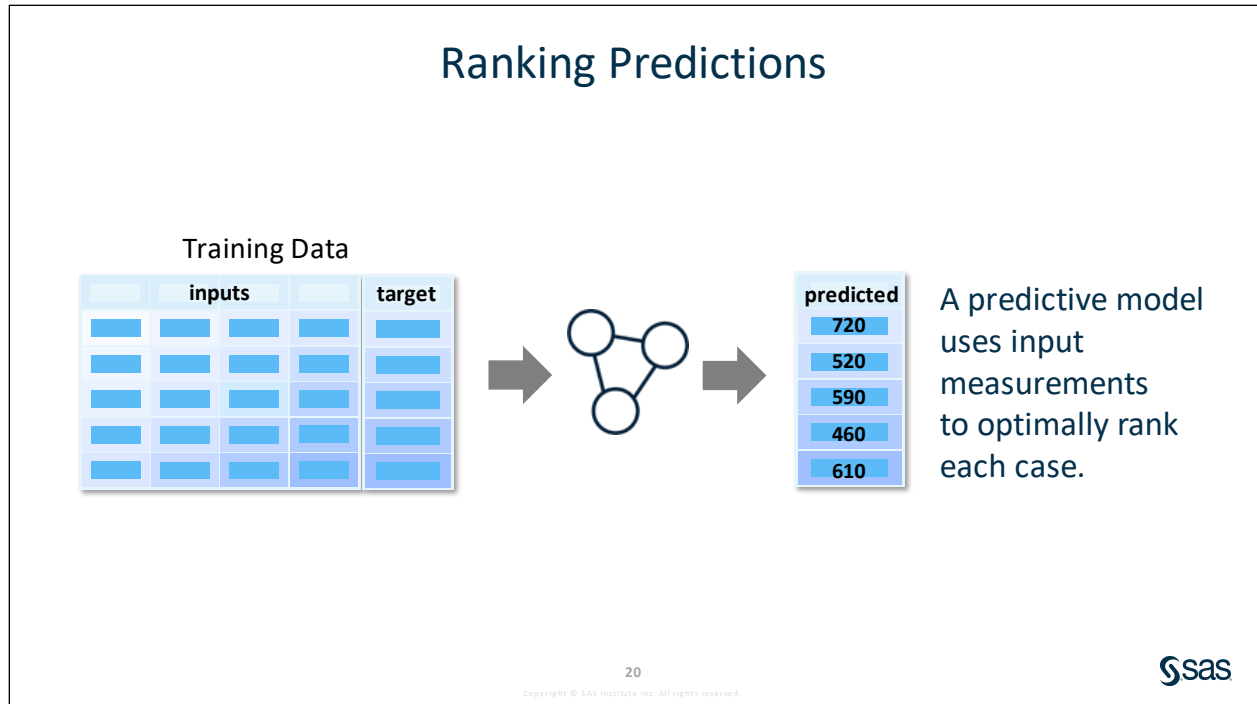 Ranking Predictions
Training Data
inputs target
predicted
720
520
590
460
610
A predictive model
uses input
measurements
to optimally rank
each case.
20
Copyright © SAS Institute Inc. All rights reserved.
sas